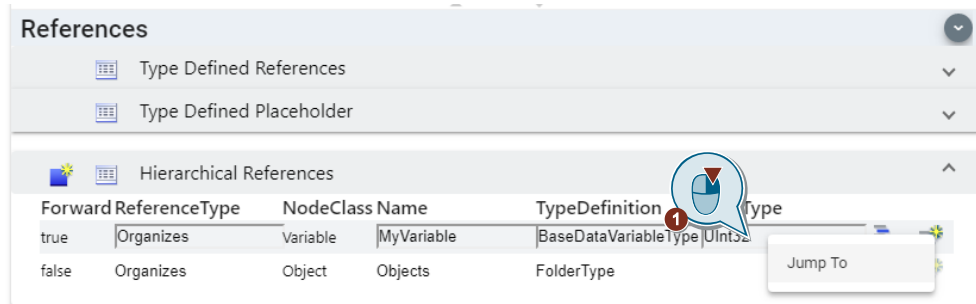 References
Type Defined References
Type Defined Placeholder
Hierarchical References
Forward ReferenceType NodeClass Name TypeDefinition Type
true Organizes Variable MyVariable BaseDataVariableType UInt32
false Organizes Object Objects FolderType
1
Jump To